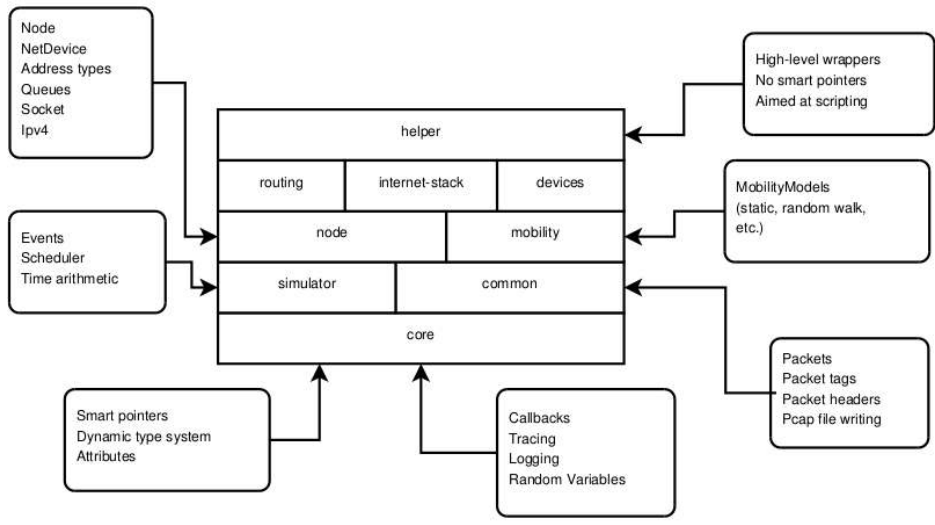 Node
NetDevice
Address types
Queues
Socket
Ipv4
High-level wrappers
No smart pointers
Aimed at scripting
helper
routing
internet-stack
devices
MobilityModels
(static, random walk,
etc.)
node
mobility
Events
Scheduler
Time arithmetic
simulator
common
core
Packets
Packet tags
Packet headers
Pcap file writing
Smart pointers
Dynamic type system
Attributes
Callbacks
Tracing
Logging
Random Variables